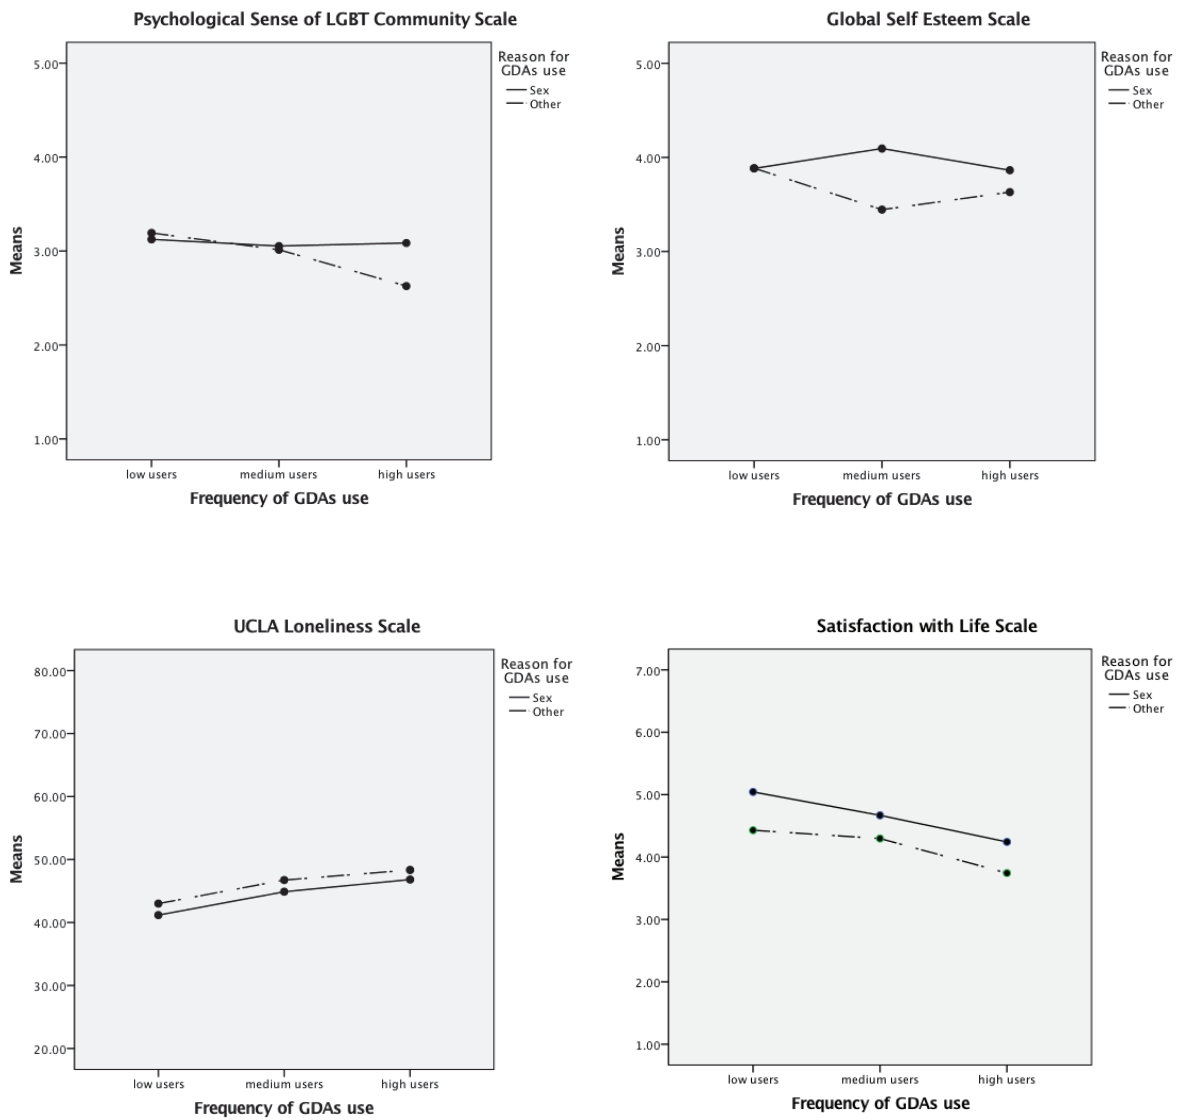 Psychological Sense of LGBT Community Scale
5.00
4.00
3.00
2.00
1.00
Means
low users
medium users
high users
Frequency of GDAs use
Reason for
GDAs use
Sex
Other
Global Self Esteem Scale
5.00
4.00
3.00
2.00
1.00
Means
low users
medium users
high users
Frequency of GDAs use
Reason for
GDAs use
Sex
Other
UCLA Loneliness Scale
80.00
70.00
60.00
50.00
40.00
30.00
20.00
Means
low users
medium users
high users
Frequency of GDAs use
Reason for
GDAs use
Sex
Other
Satisfaction with Life Scale
7.00
6.00
5.00
4.00
3.00
2.00
1.00
Means
low users
medium users
high users
Frequency of GDAs use
Reason for
GDAs use
Sex
Other